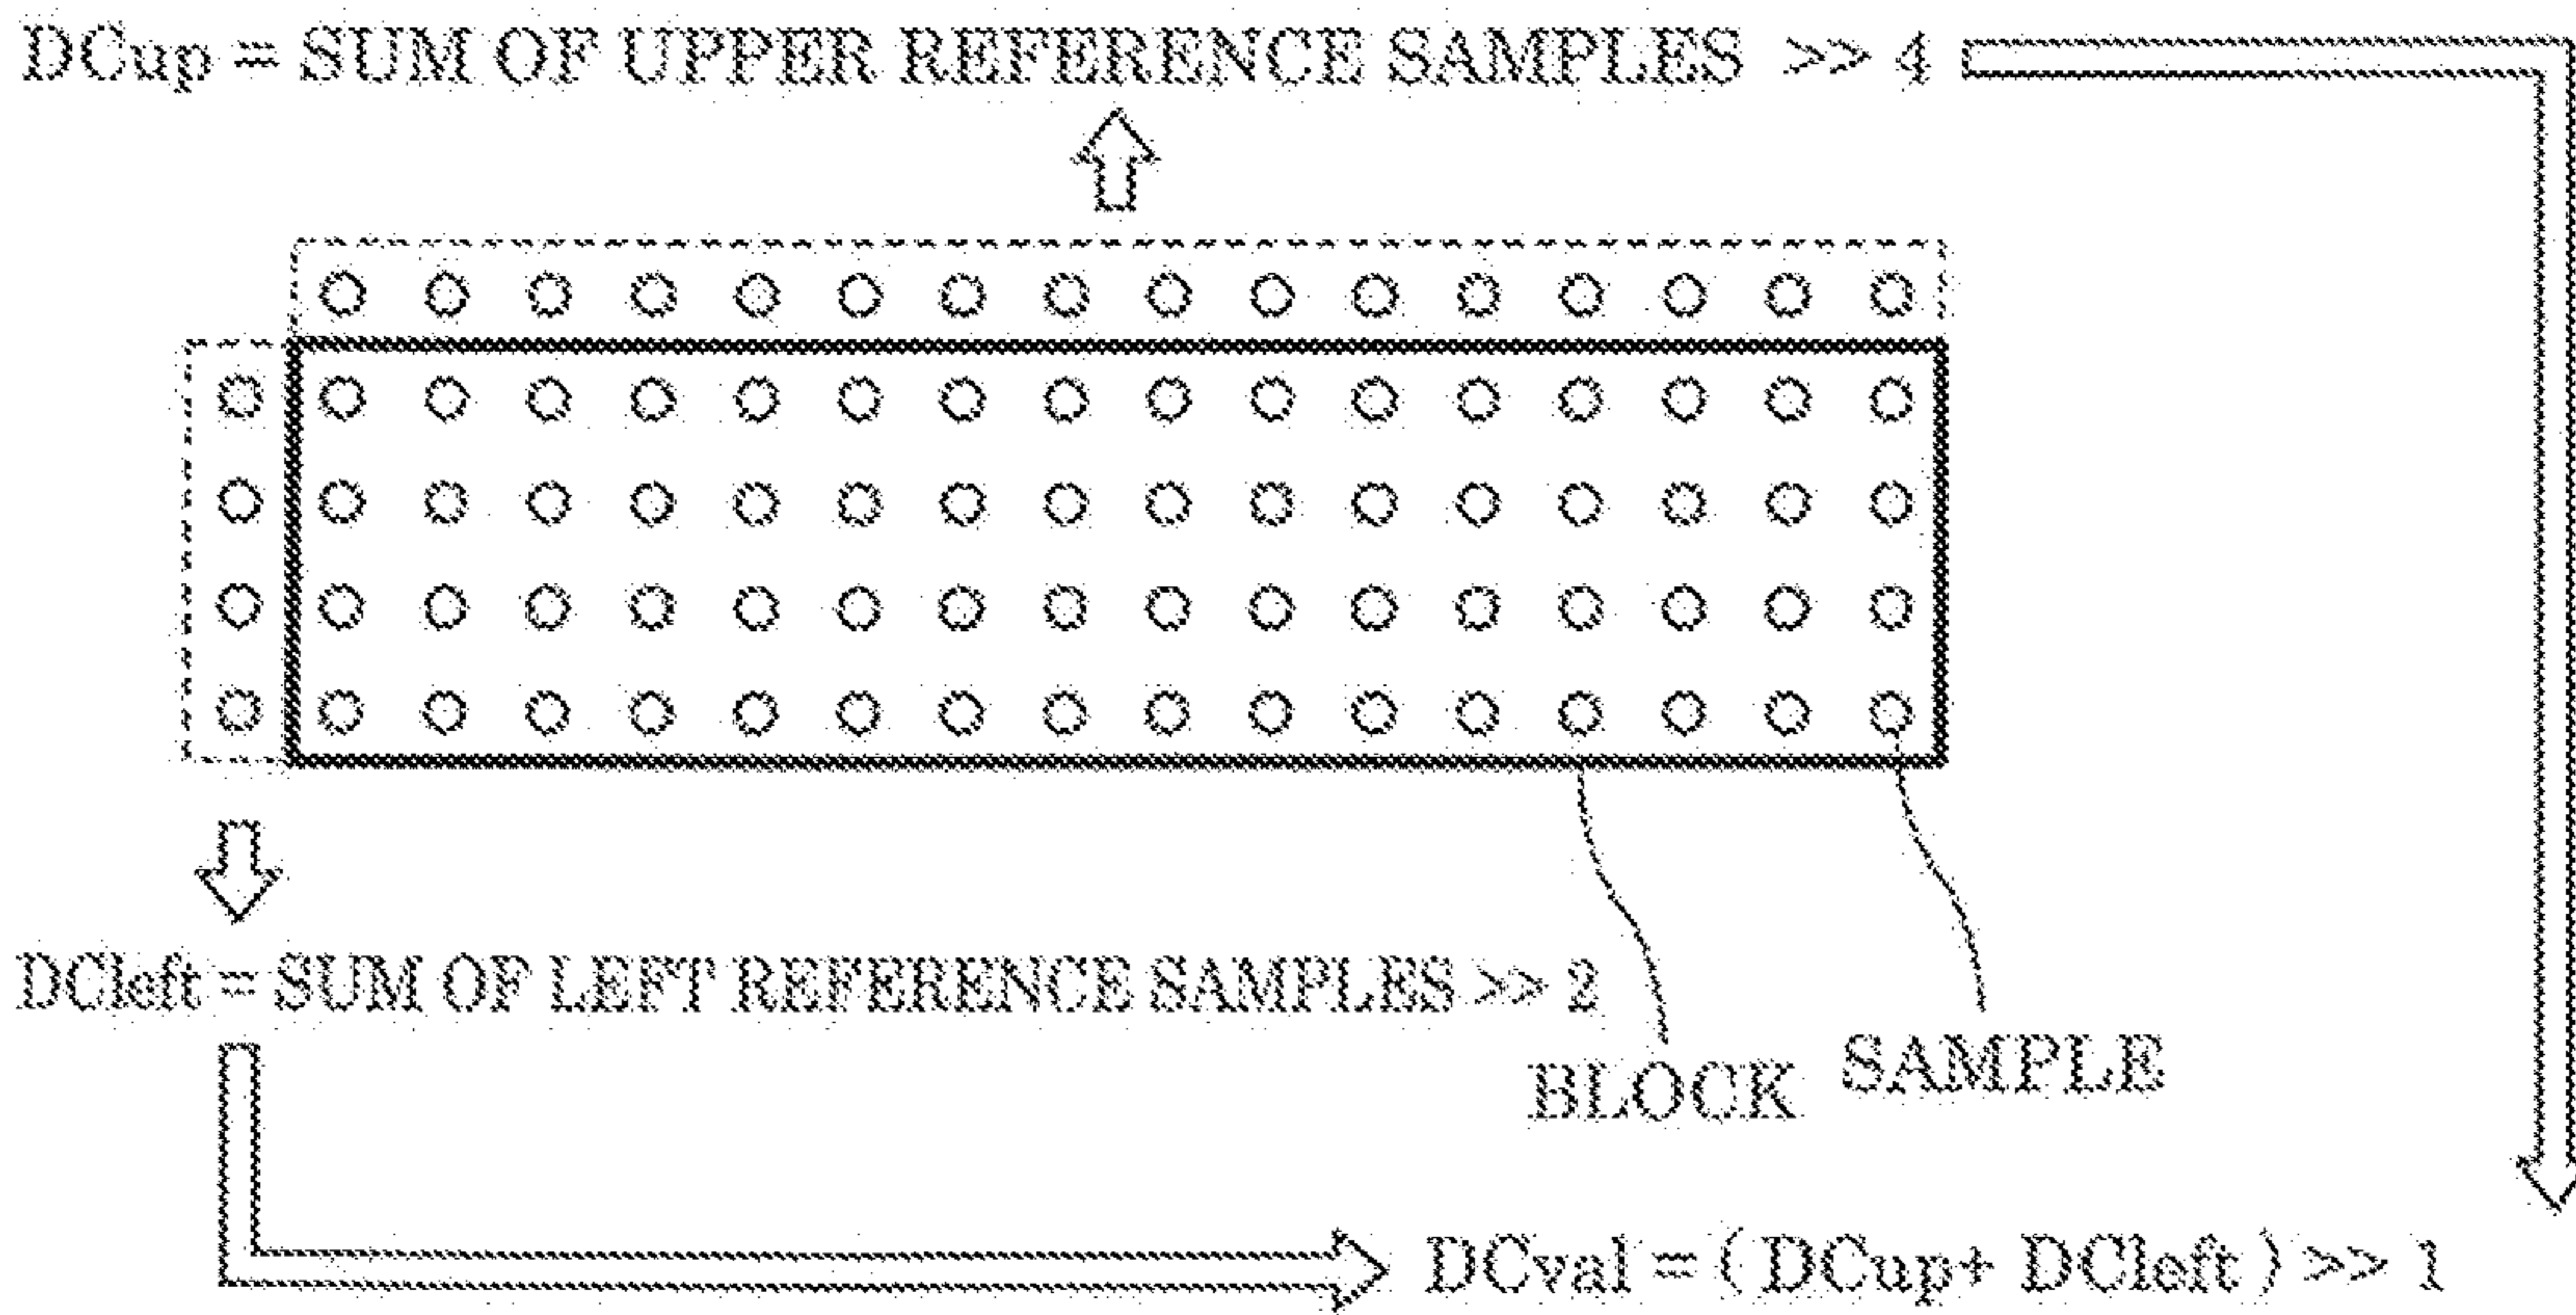 DCup = SUM OF UPPER REFERENCE SAMPLES >> 4
DCleft = SUM OF LEFT REFERENCE SAMPLES >> 2
BLOCK
SAMPLE
DCval = ( DCup+ DCleft ) >> 1